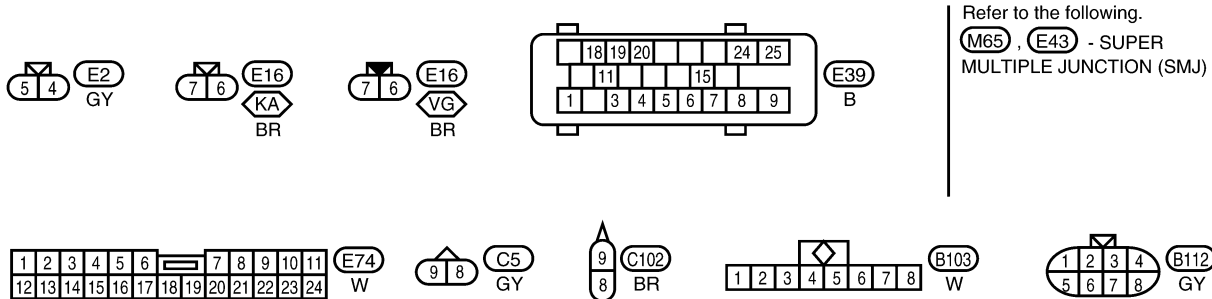 5 4
E2
GY
7 6
E16
KA
BR
7 6
E16
VG
BR
18 19 20 24 25
11 15
1 3 4 5 6 7 8 9
E39
B
Refer to the following.
M65 , E43 - SUPER
MULTIPLE JUNCTION (SMJ)
1 2 3 4 5 6 7 8 9 10 11
12 13 14 15 16 17 18 19 20 21 22 23 24
E74
W
9 8
C5
GY
9
8
C102
BR
1 2 3 4 5 6 7 8
B103
W
1 2 3 4
5 6 7 8
B112
GY